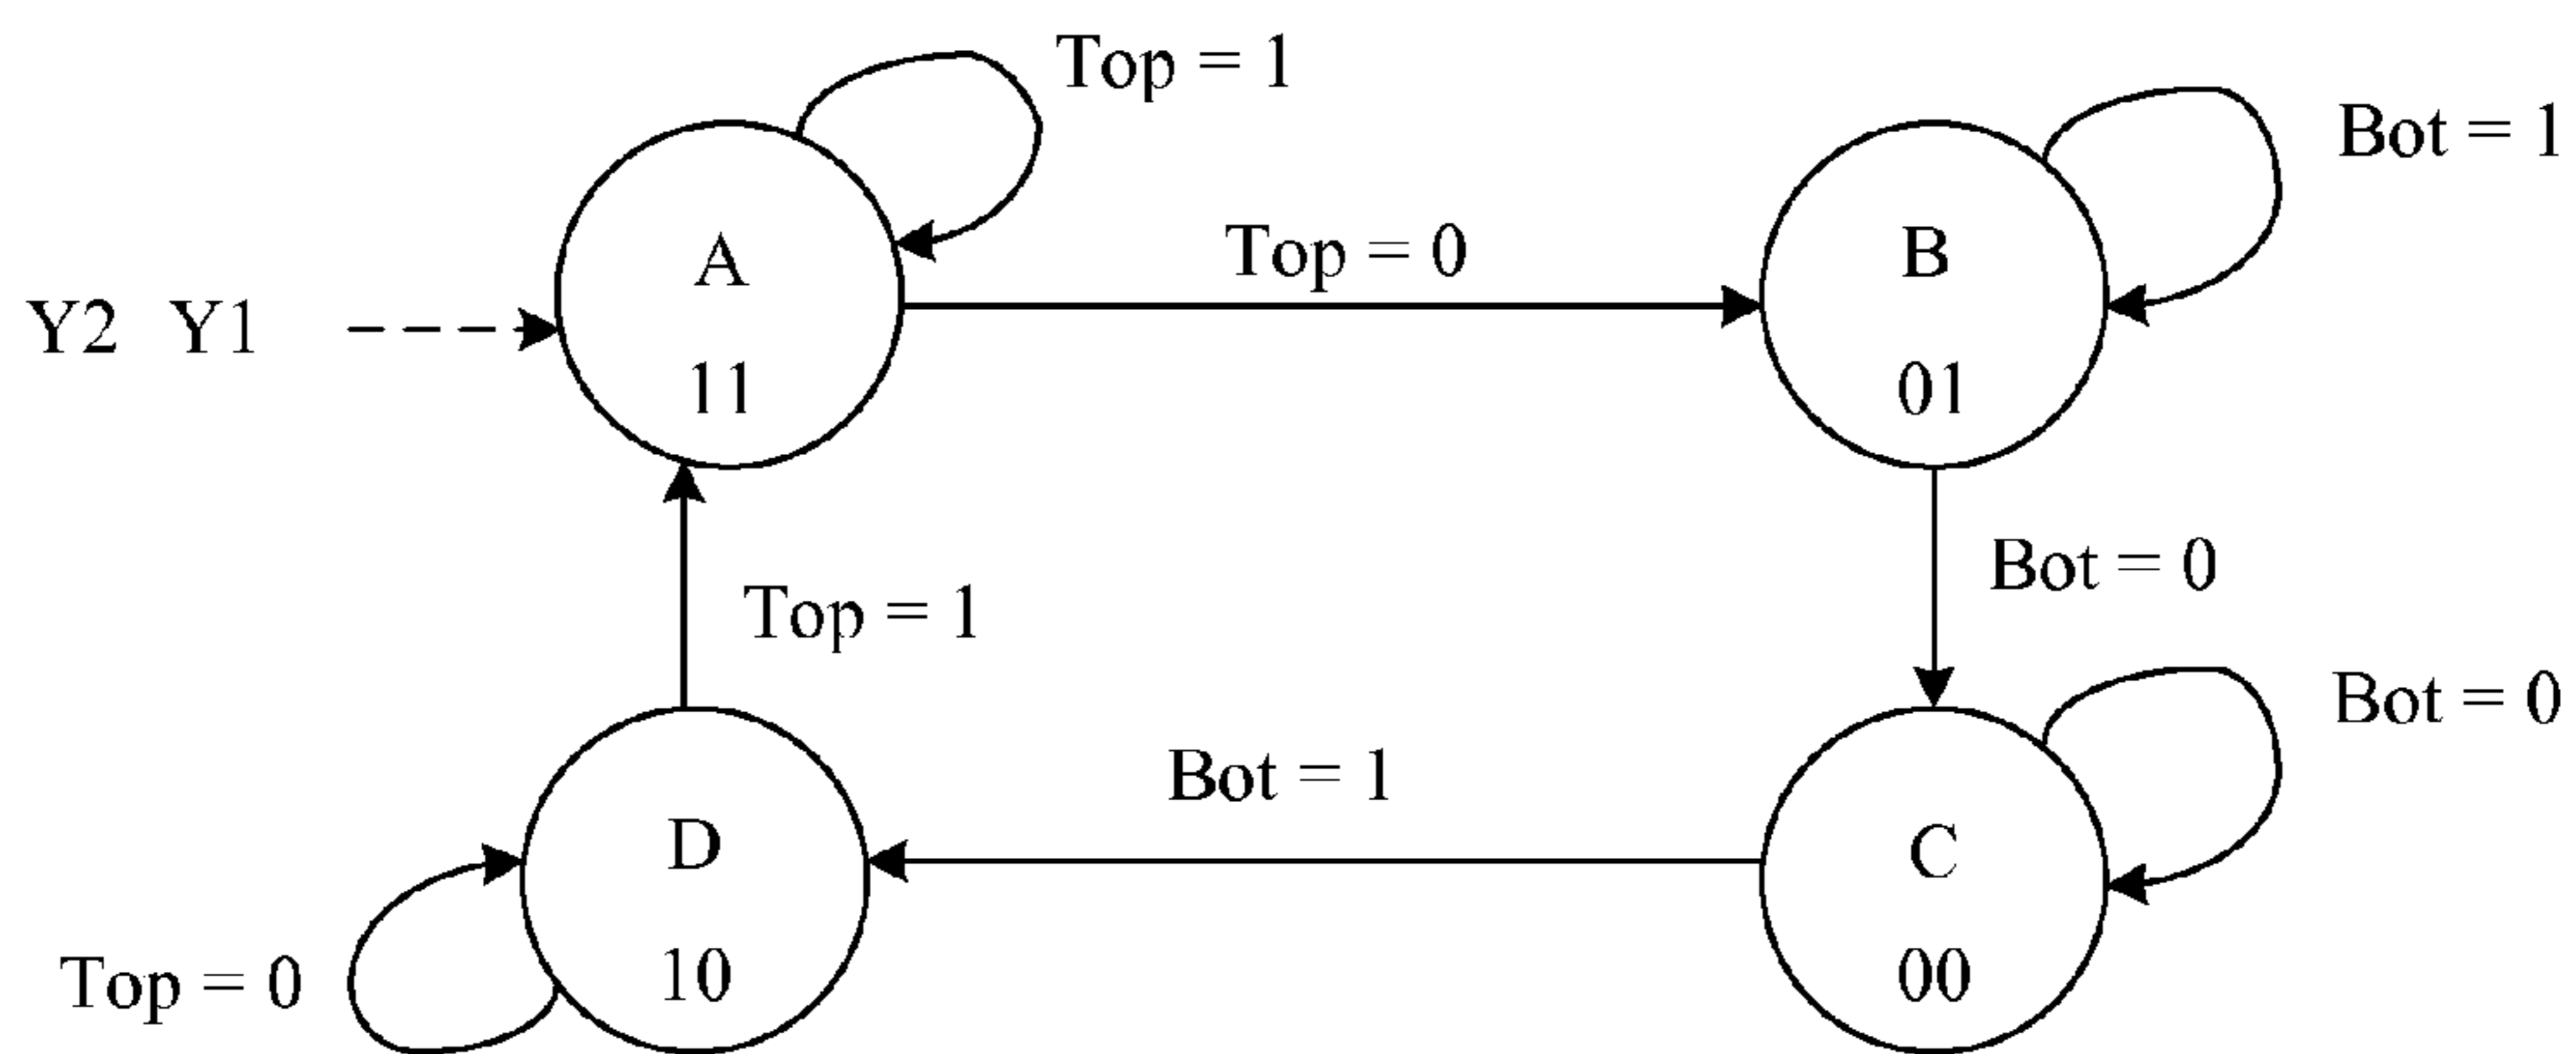 Top = 1
Bot = 1
A
B
Top = 0
Y2 Y1
11
01
Bot = 0
Top = 1
Bot = 0
Bot = 1
D
C
Top = 0
10
00